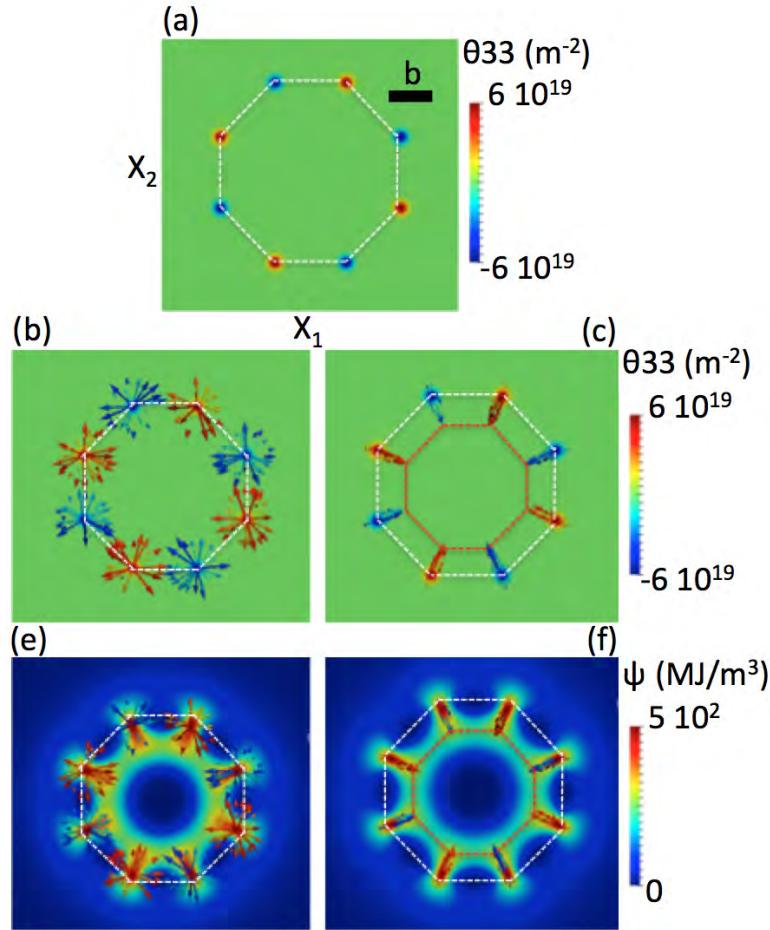 (a)
θ33 (m⁻²)
b
6 10¹⁹
X₂
-6 10¹⁹
(b)
X₁
(c)
θ33 (m⁻²)
6 10¹⁹
-6 10¹⁹
(e)
(f)
ψ (MJ/m³)
5 10²
0